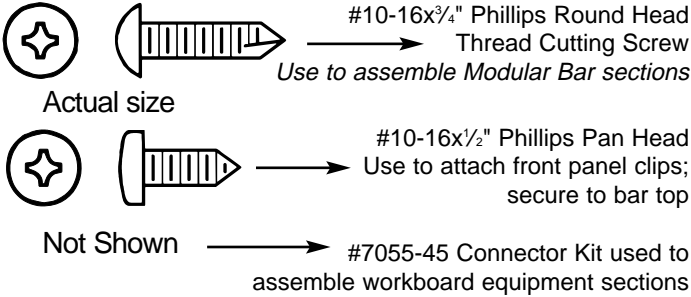 #10-16x¾" Phillips Round Head
Thread Cutting Screw
Use to assemble Modular Bar sections
Actual size
#10-16x½" Phillips Pan Head
Use to attach front panel clips;
secure to bar top
Not Shown
#7055-45 Connector Kit used to
assemble workboard equipment sections